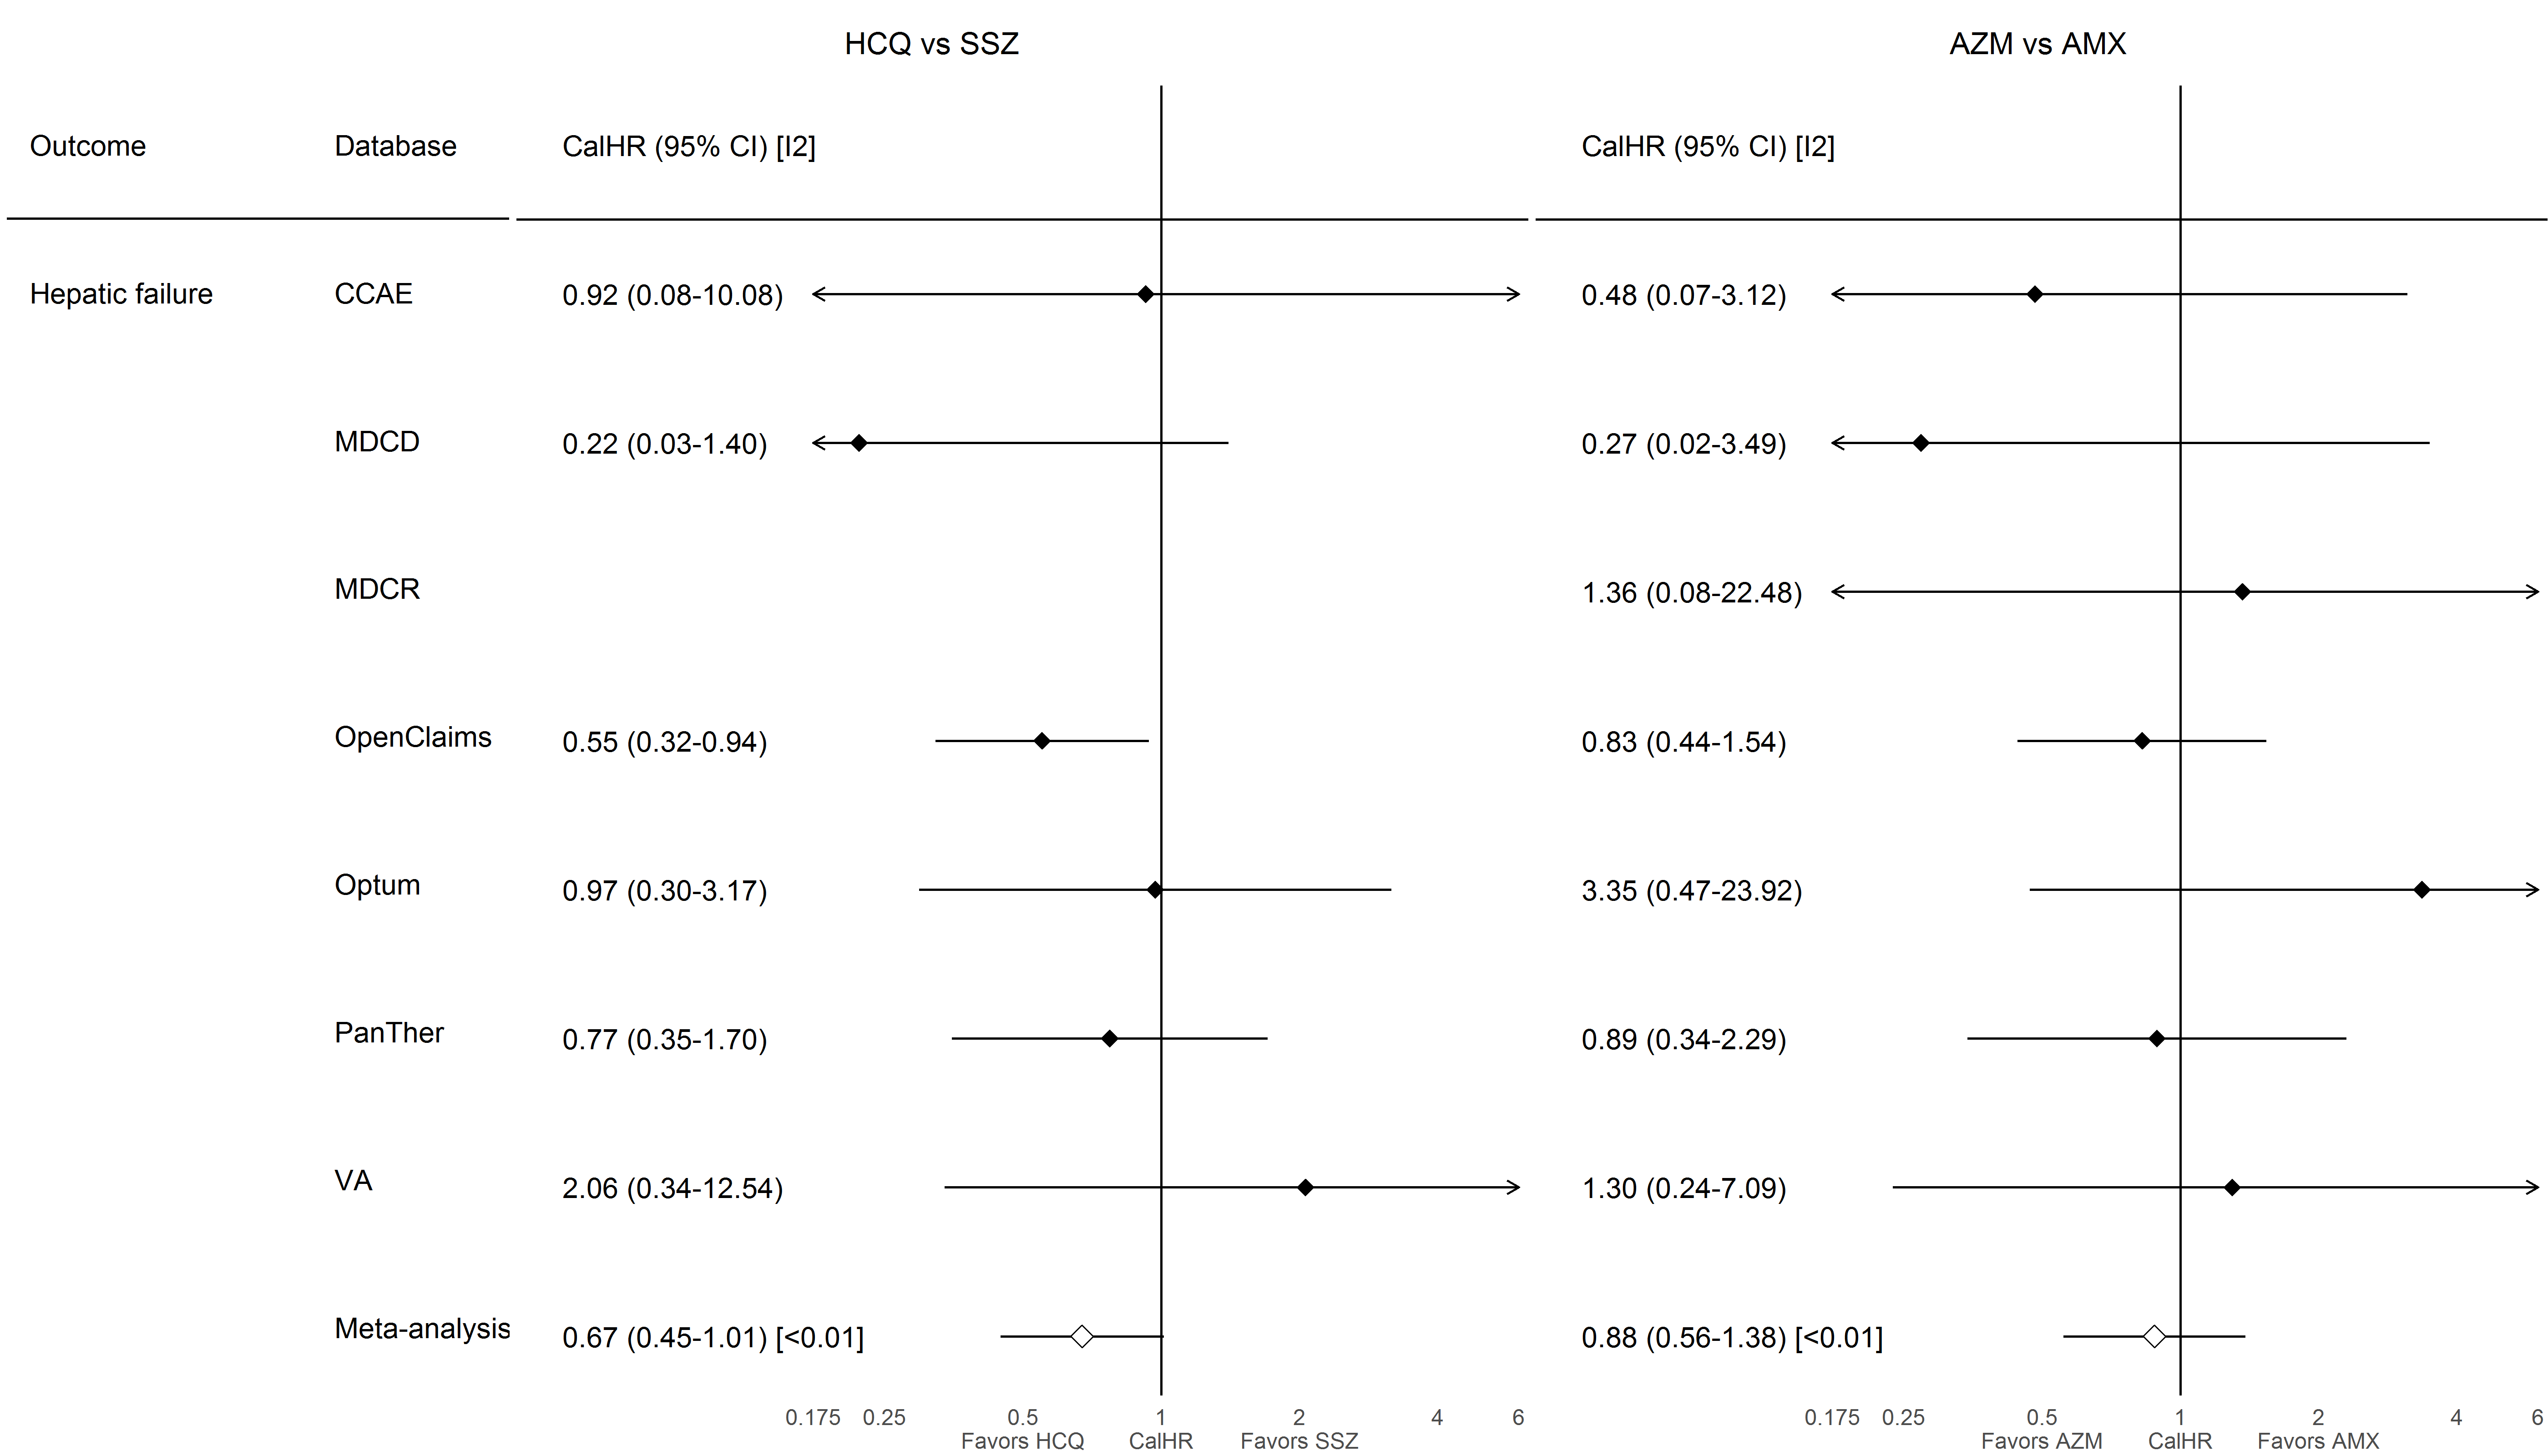 HCQ vs SSZ AZM vs AMX
Outcome Database CalHR (95% CI) [I2] CalHR (95% CI) [I2]
Hepatic failure CCAE 0.92 (0.08-10.08) 0.48 (0.07-3.12)
MDCD 0.22 (0.03-1.40) 0.27 (0.02-3.49)
MDCR 1.36 (0.08-22.48)
OpenClaims 0.55 (0.32-0.94) 0.83 (0.44-1.54)
Optum 0.97 (0.30-3.17) 3.35 (0.47-23.92)
PanTher 0.77 (0.35-1.70) 0.89 (0.34-2.29)
VA 2.06 (0.34-12.54) 1.30 (0.24-7.09)
Meta-analysis 0.67 (0.45-1.01) [<0.01] 0.88 (0.56-1.38) [<0.01]
0.175 0.25 0.5 1 2 4 6 0.175 0.25 0.5 1 2 4 6
Favors HCQ CalHR Favors SSZ Favors AZM CalHR Favors AMX